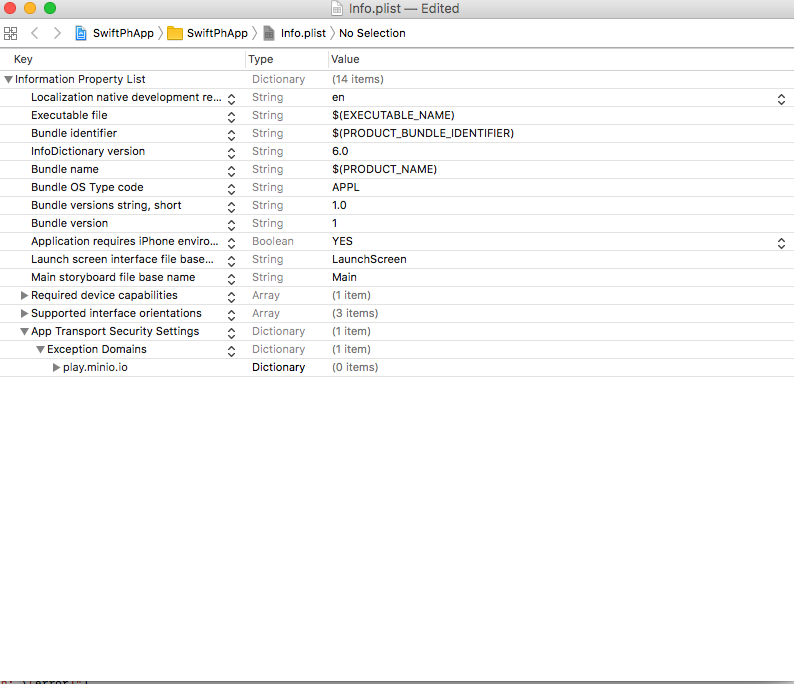 Info.plist — Edited
SwiftPhApp SwiftPhApp Info.plist No Selection
Key Type Value
Information Property List Dictionary (14 items)
Localization native development re... String en
Executable file String $(EXECUTABLE_NAME)
Bundle identifier String $(PRODUCT_BUNDLE_IDENTIFIER)
InfoDictionary version String 6.0
Bundle name String $(PRODUCT_NAME)
Bundle OS Type code String APPL
Bundle versions string, short String 1.0
Bundle version String 1
Application requires iPhone enviro... Boolean YES
Launch screen interface file base... String LaunchScreen
Main storyboard file base name String Main
Required device capabilities Array (1 item)
Supported interface orientations Array (3 items)
App Transport Security Settings Dictionary (1 item)
Exception Domains Dictionary (1 item)
play.minio.io Dictionary (0 items)